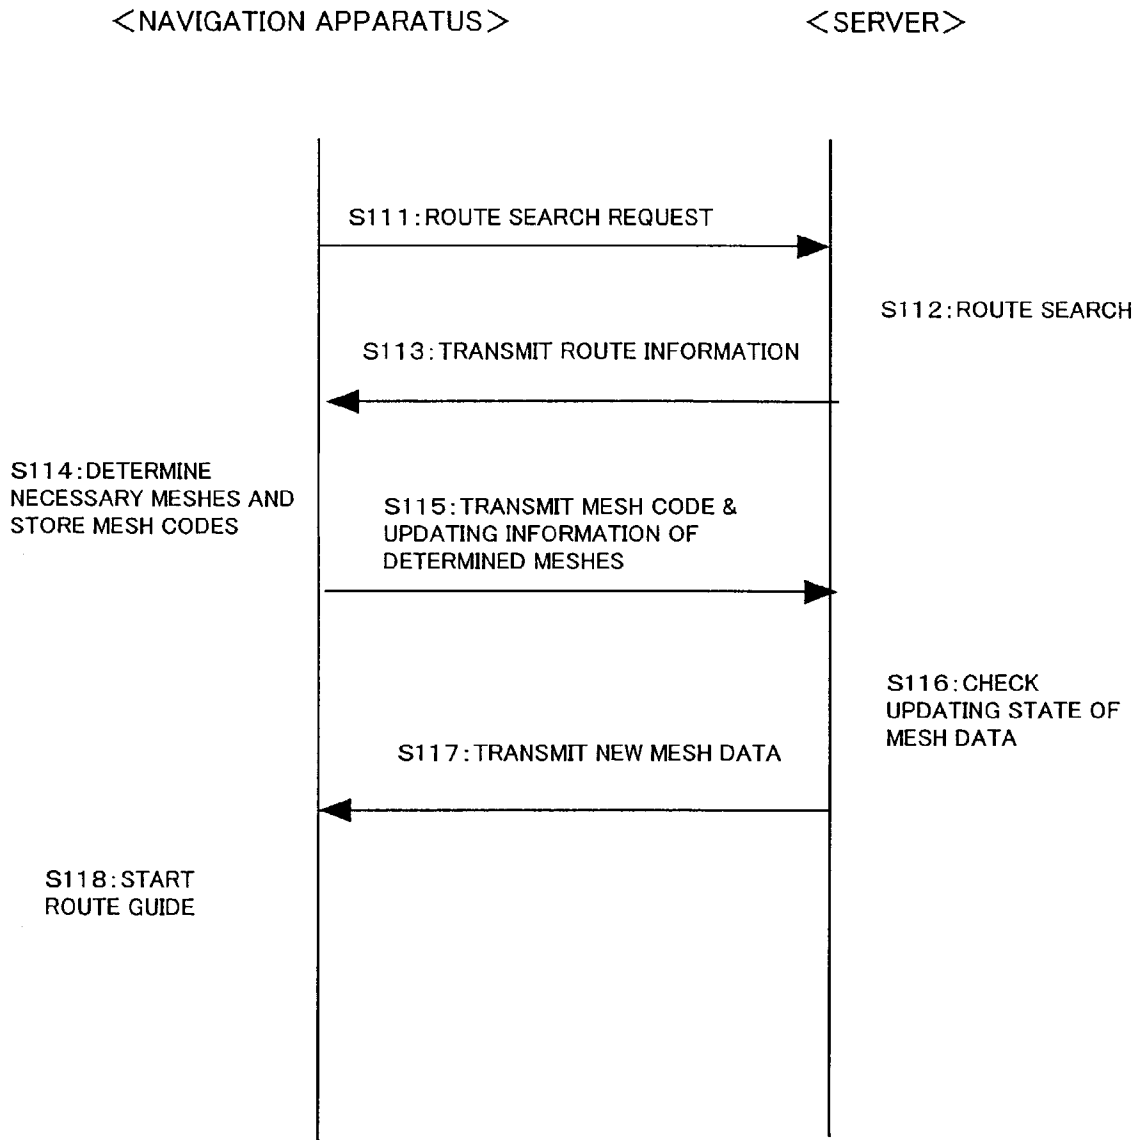 <NAVIGATION APPARATUS>
<SERVER>
S111:ROUTE SEARCH REQUEST
S112:ROUTE SEARCH
S113:TRANSMIT ROUTE INFORMATION
S114:DETERMINE
NECESSARY MESHES AND
STORE MESH CODES
S115:TRANSMIT MESH CODE &
UPDATING INFORMATION OF
DETERMINED MESHES
S116:CHECK
UPDATING STATE OF
MESH DATA
S117:TRANSMIT NEW MESH DATA
S118:START
ROUTE GUIDE